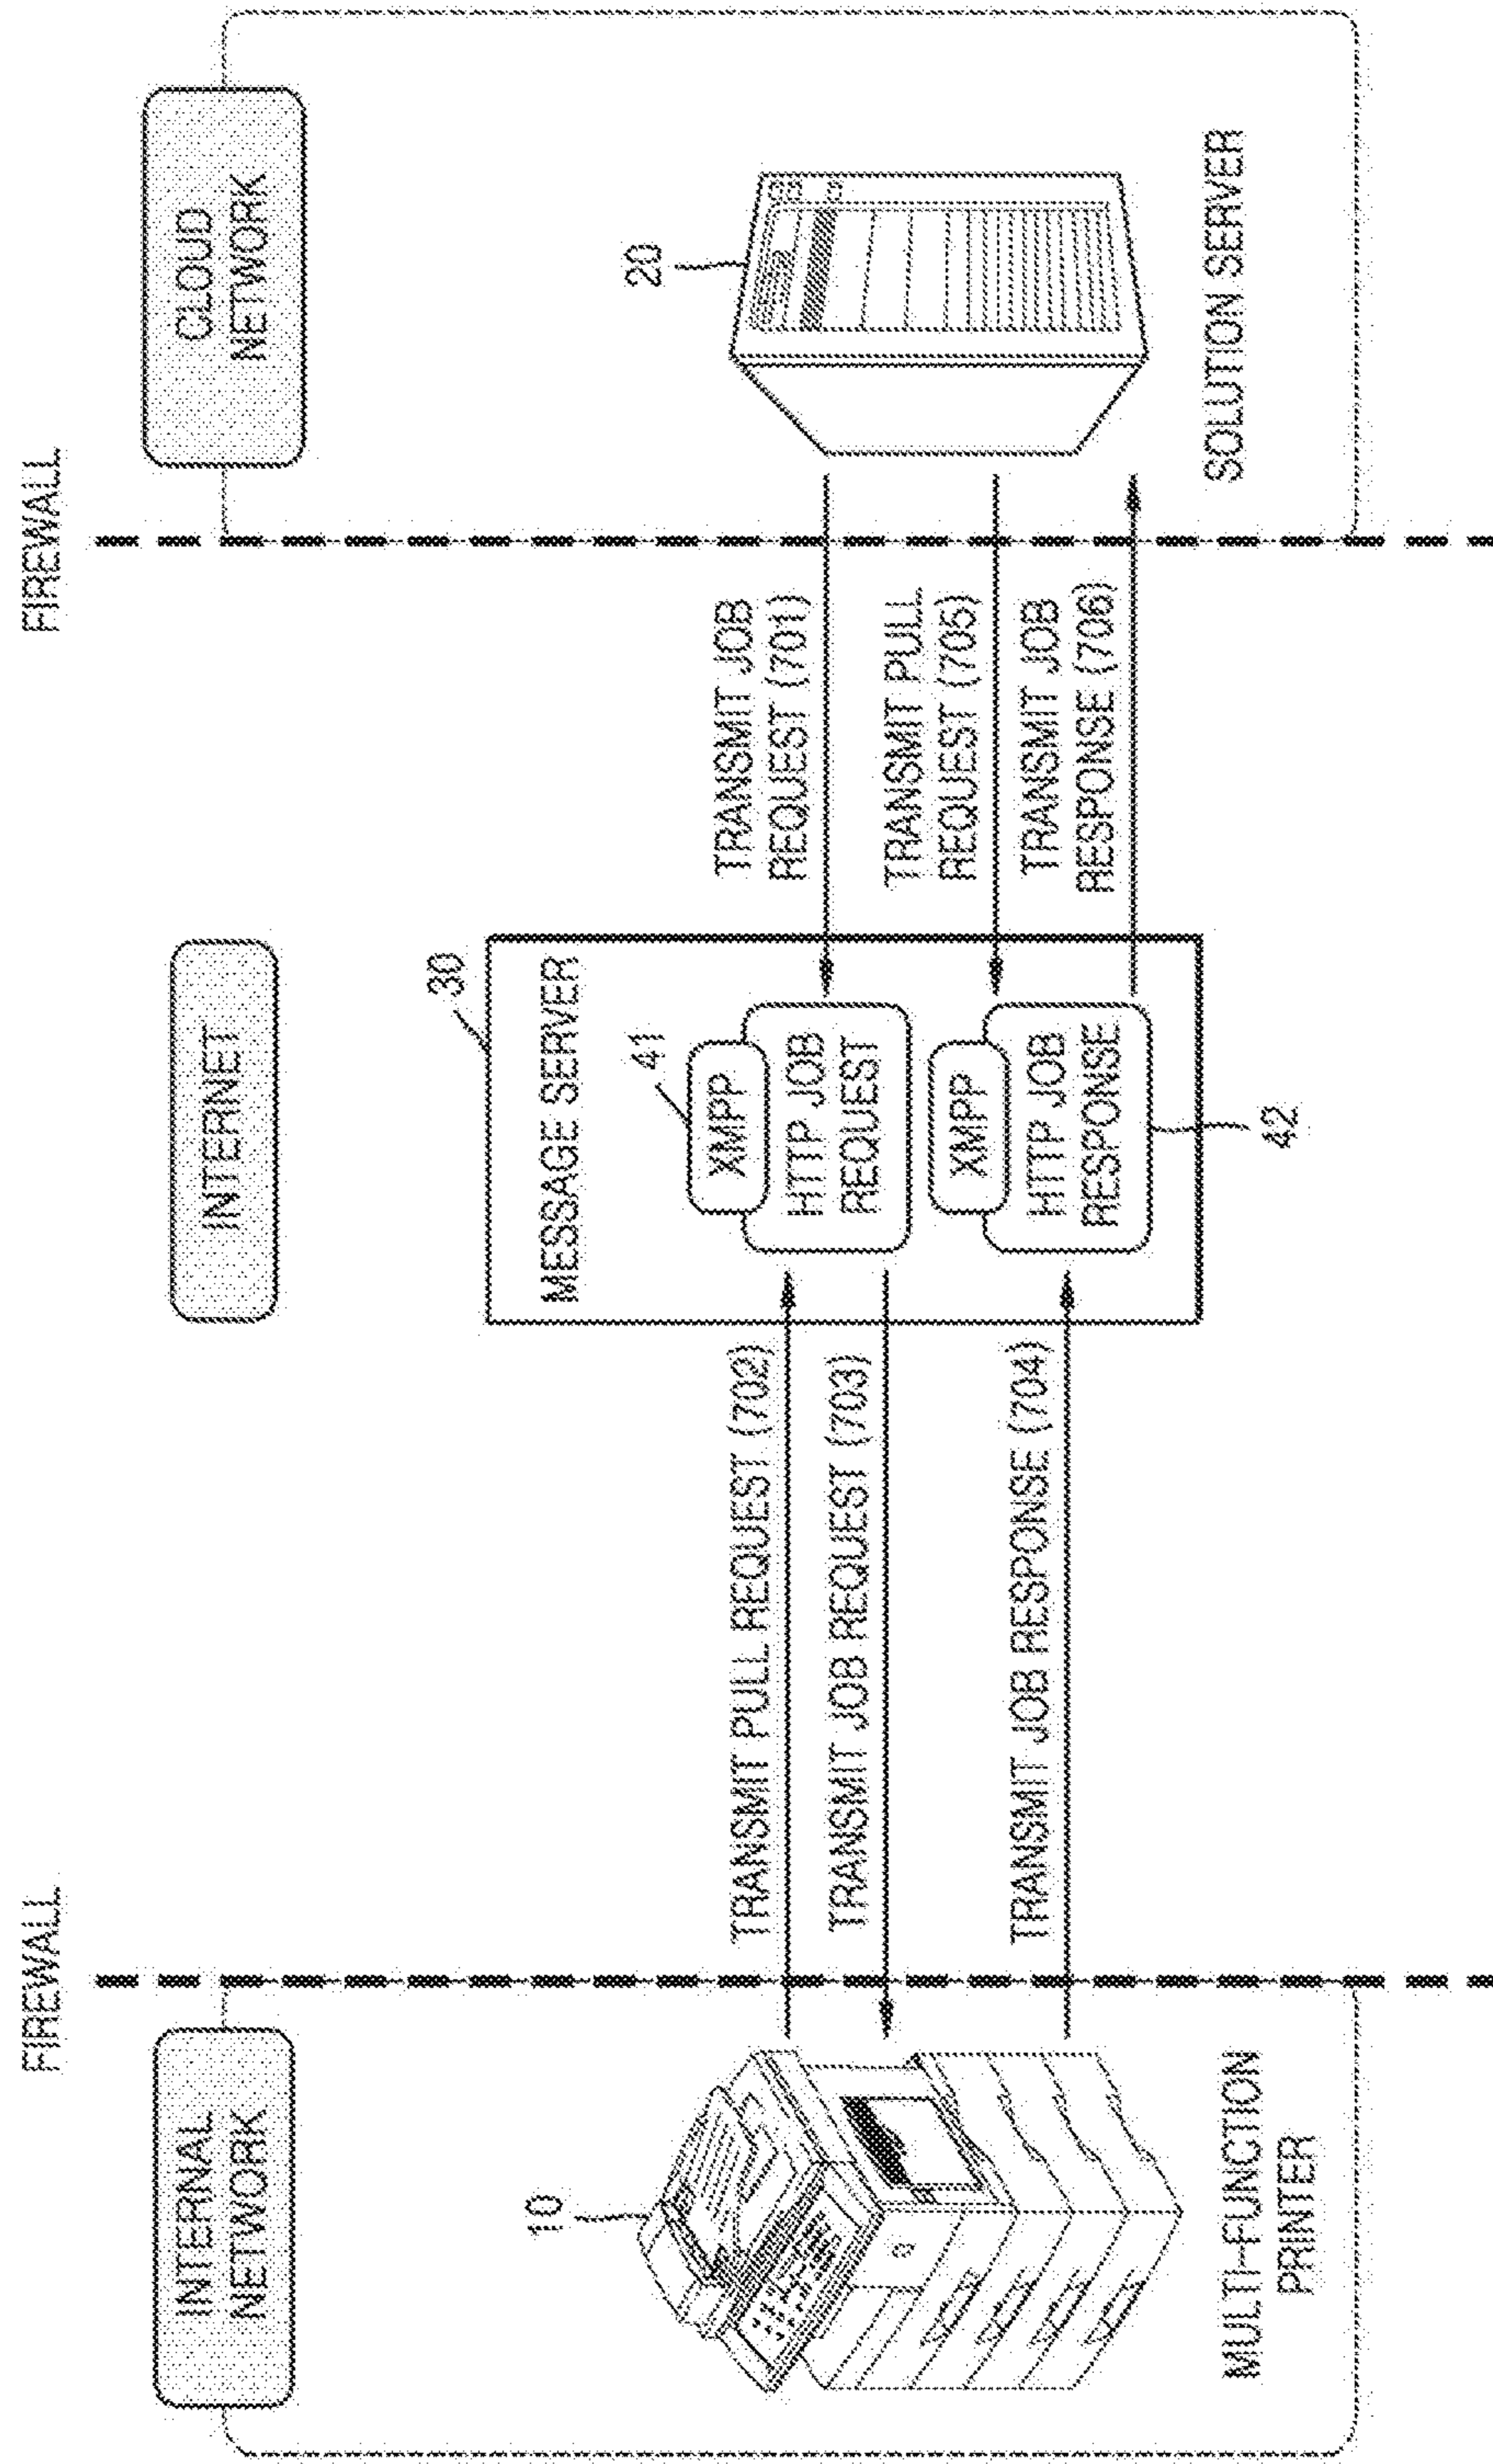 FIREWALL
FIREWALL
INTERNAL
NETWORK
INTERNET
CLOUD
NETWORK
10
30
20
MESSAGE SERVER
41
XMPP
HTTP JOB
REQUEST
XMPP
HTTP JOB
RESPONSE
42
TRANSMIT PULL REQUEST (702)
TRANSMIT JOB REQUEST (703)
TRANSMIT JOB RESPONSE (704)
TRANSMIT JOB
REQUEST (701)
TRANSMIT PULL
REQUEST (705)
TRANSMIT JOB
RESPONSE (706)
MULTI-FUNCTION
PRINTER
SOLUTION SERVER